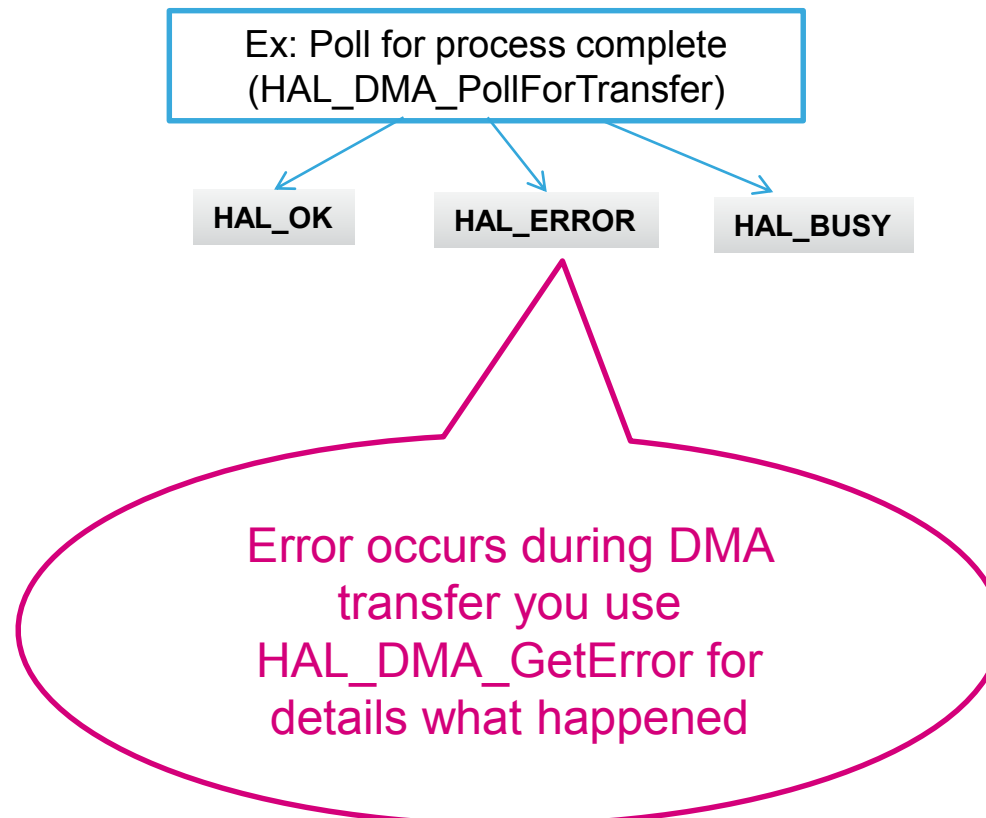 Ex: Poll for process complete
(HAL_DMA_PollForTransfer)
HAL_OK
HAL_ERROR
HAL_BUSY
Error occurs during DMA
transfer you use
HAL_DMA_GetError for
details what happened